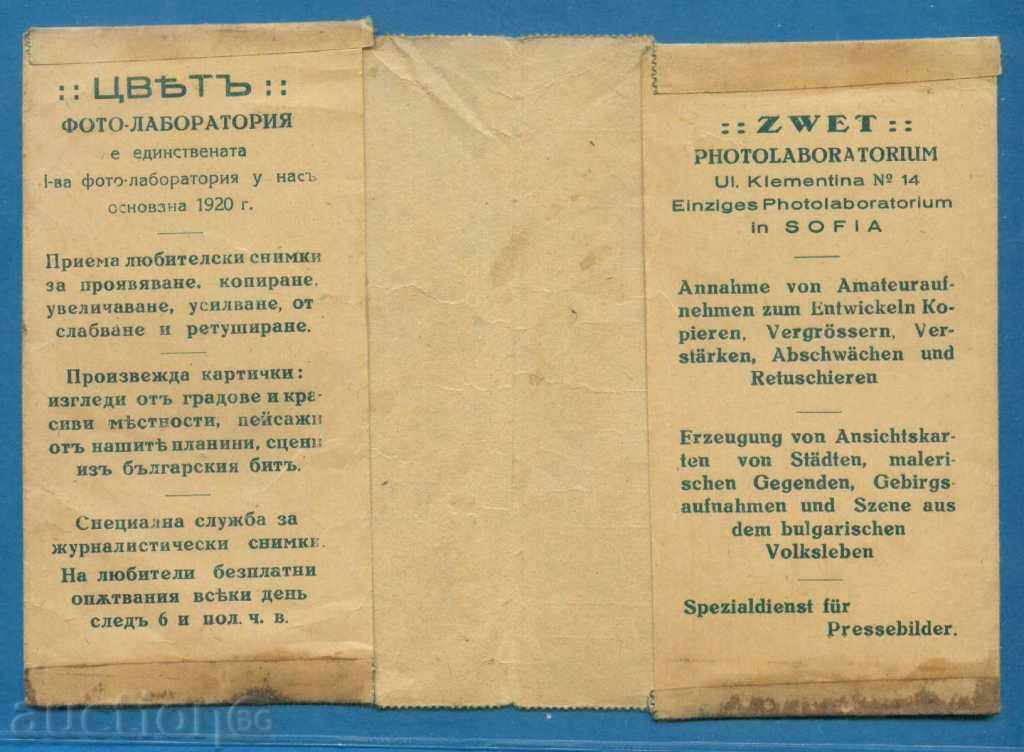 :: ЦВѢТЪ ::
ФОТО-ЛАБОРАТОРИЯ
е единствената
I-ва фото-лаборатория у насъ
основана 1920 г.
Приема любителски снимки
за проявяване, копиране,
увеличаване, усилване, от
слабване и ретуширане.
Произвежда картички:
изгледи отъ градове и кра-
сиви мѣстности, пейсажи
отъ нашитѣ планини, сцени
изъ българския битъ.
Специална служба за
журналистически снимки.
На любители безплатни
опѫтвания всѣки день
следъ 6 и пол. ч. в.
:: ZWET ::
PHOTOLABORATORIUM
Ul. Klementina № 14
Einziges Photolaboratorium
in SOFIA
Annahme von Amateurauf-
nehmen zum Entwickeln Ko-
pieren, Vergrössern, Ver-
stärken, Abschwächen und
Retuschieren
Erzeugung von Ansichtskar-
ten von Städten, maleri-
schen Gegenden, Gebirgs-
aufnahmen und Szene aus
dem bulgarischen
Volksleben
Spezialdienst für
Pressebilder.
auctionBG